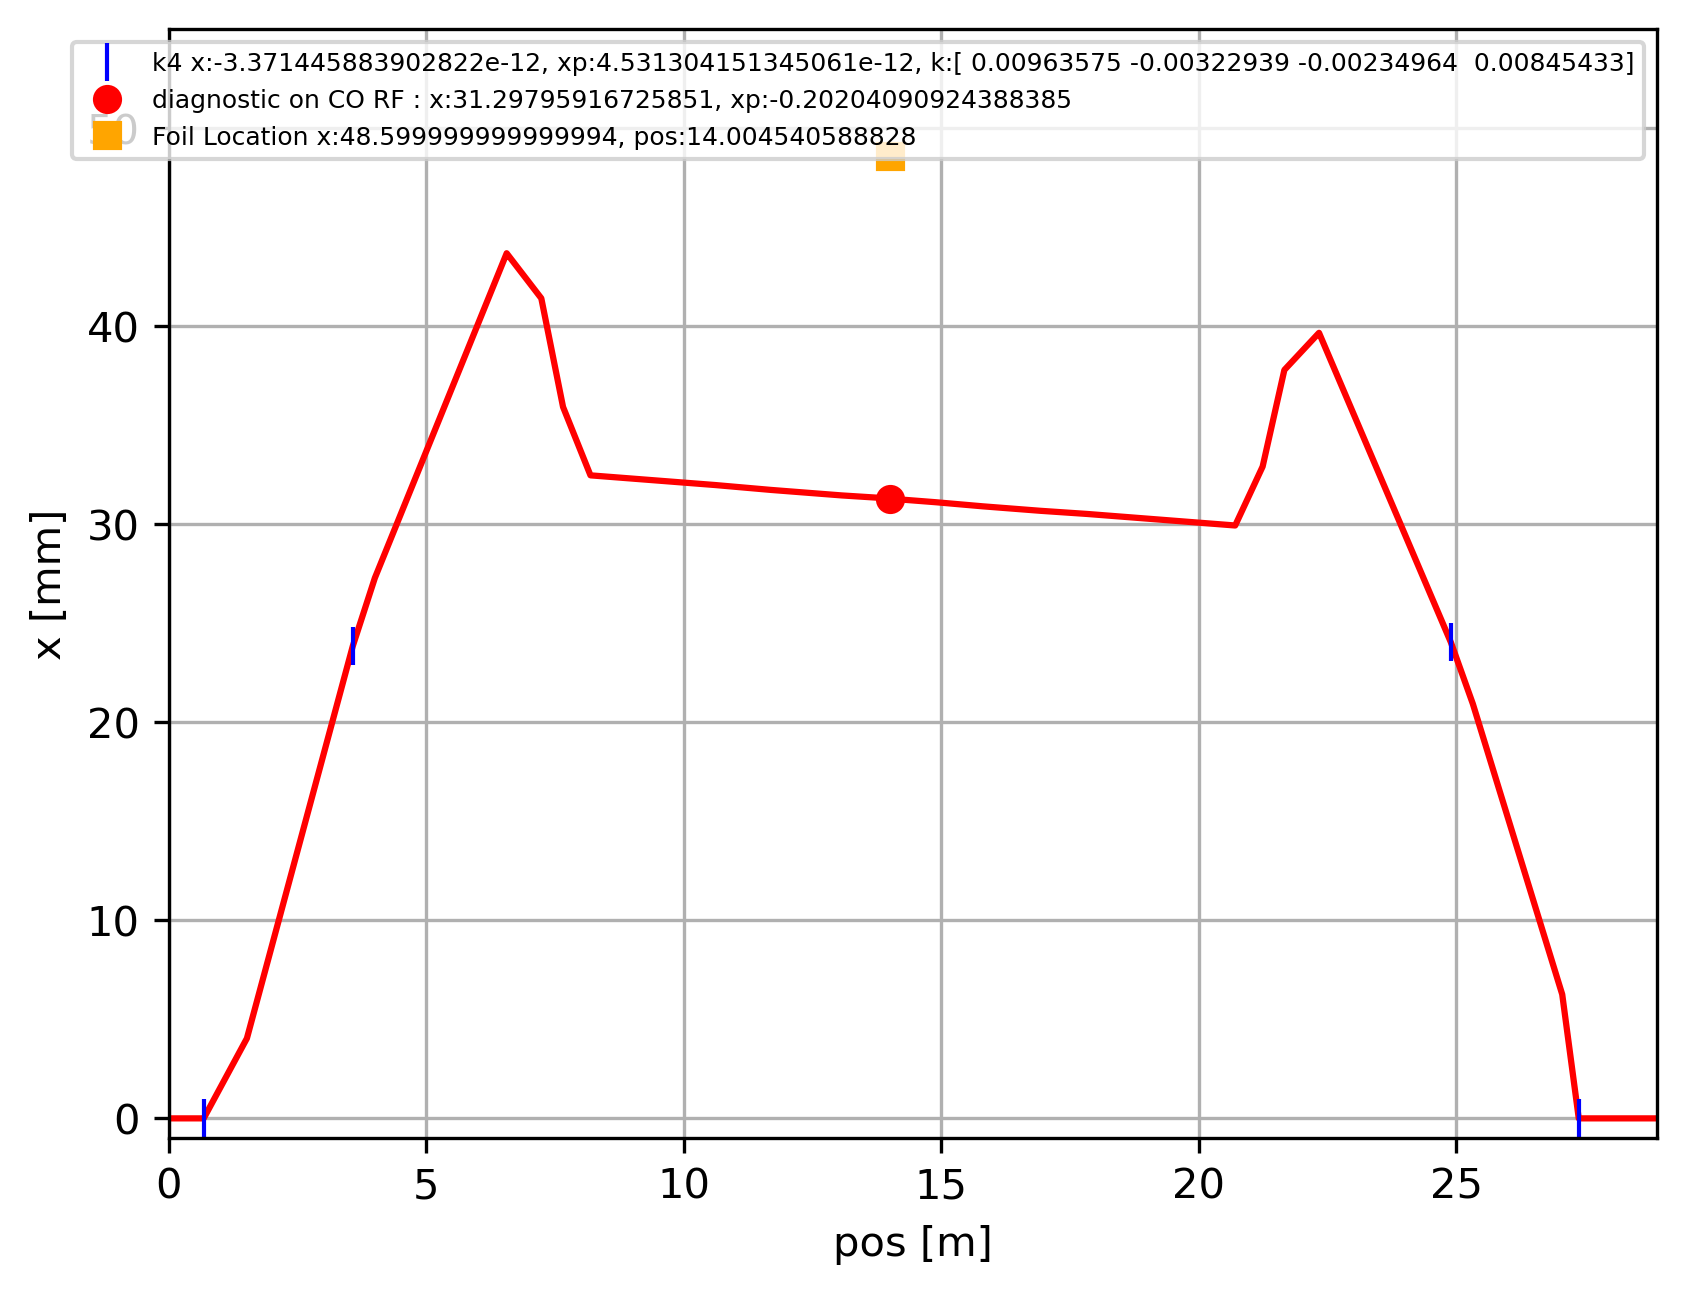 k4 x:-3.371445883902822e-12, xp:4.531304151345061e-12, k:[ 0.00963575 -0.00322939 -0.00234964  0.00845433]
diagnostic on CO RF : x:31.29795916725851, xp:-0.20204090924388385
Foil Location x:48.599999999999994, pos:14.004540588828
50
40
30
20
10
0
x [mm]
0 5 10 15 20 25
pos [m]